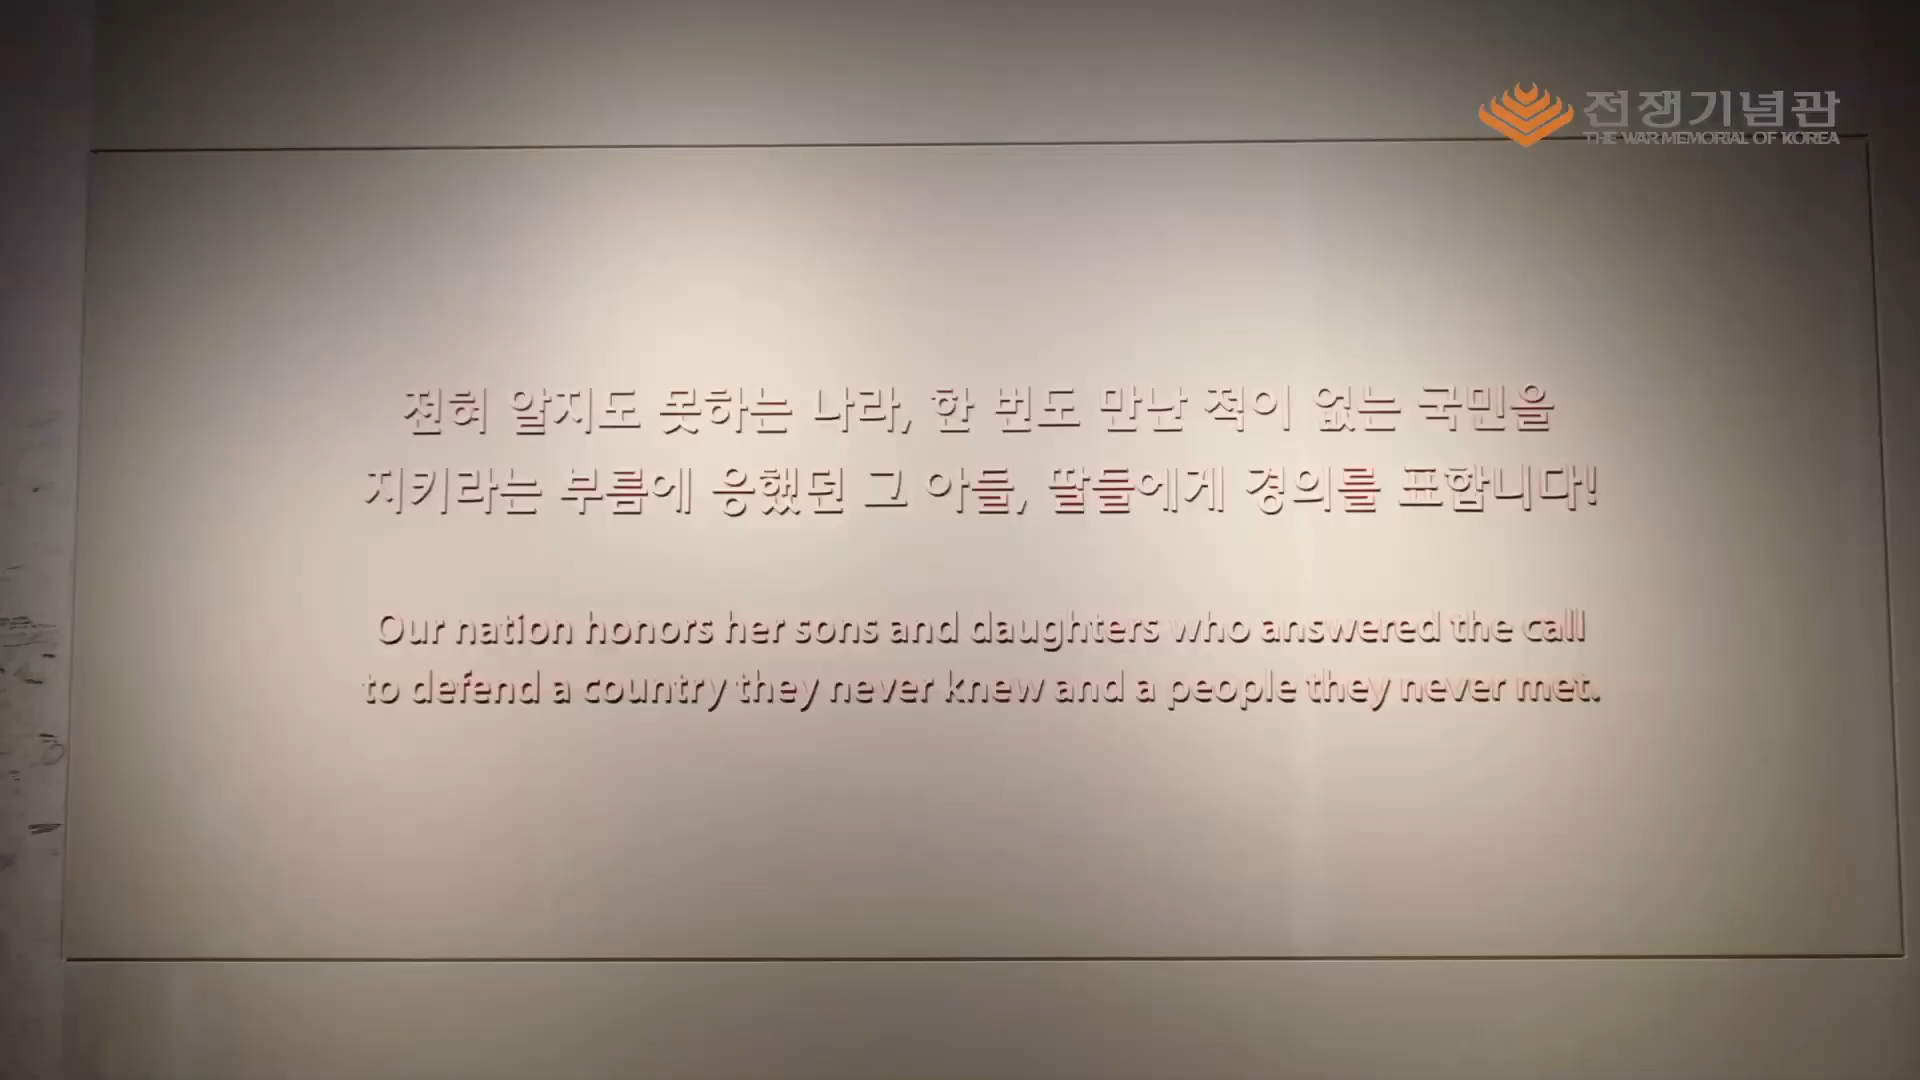 전쟁기념관
THE WAR MEMORIAL OF KOREA
전혀 알지도 못하는 나라, 한 번도 만난 적이 없는 국민을
지키라는 부름에 응했던 그 아들, 딸들에게 경의를 표합니다!
Our nation honors her sons and daughters who answered the call
to defend a country they never knew and a people they never met.